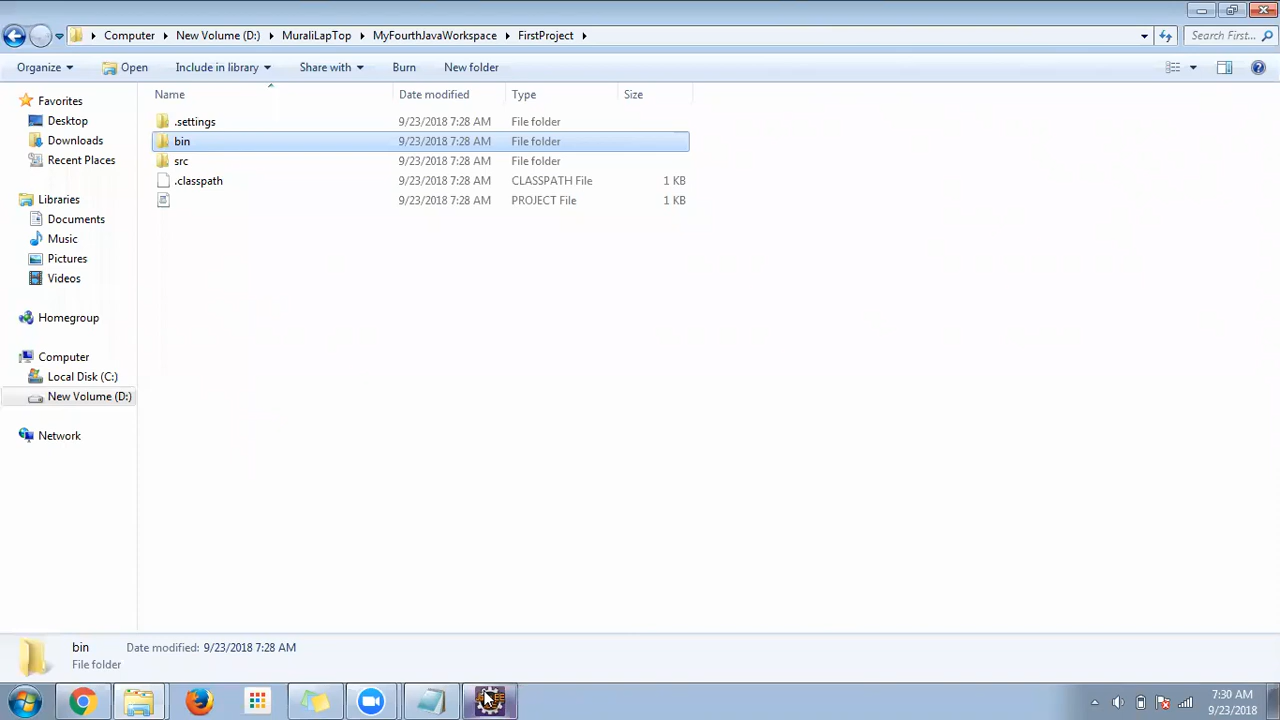 Computer New Volume (D:) MuraliLapTop MyFourthJavaWorkspace FirstProject Search First...
Organize Open Include in library Share with Burn New folder
Name Date modified Type Size
Favorites
Desktop
Downloads
Recent Places
Libraries
Documents
Music
Pictures
Videos
Homegroup
Computer
Local Disk (C:)
New Volume (D:)
Network
.settings 9/23/2018 7:28 AM File folder
bin 9/23/2018 7:28 AM File folder
src 9/23/2018 7:28 AM File folder
.classpath 9/23/2018 7:28 AM CLASSPATH File 1 KB
9/23/2018 7:28 AM PROJECT File 1 KB
bin Date modified: 9/23/2018 7:28 AM
File folder
7:30 AM
9/23/2018